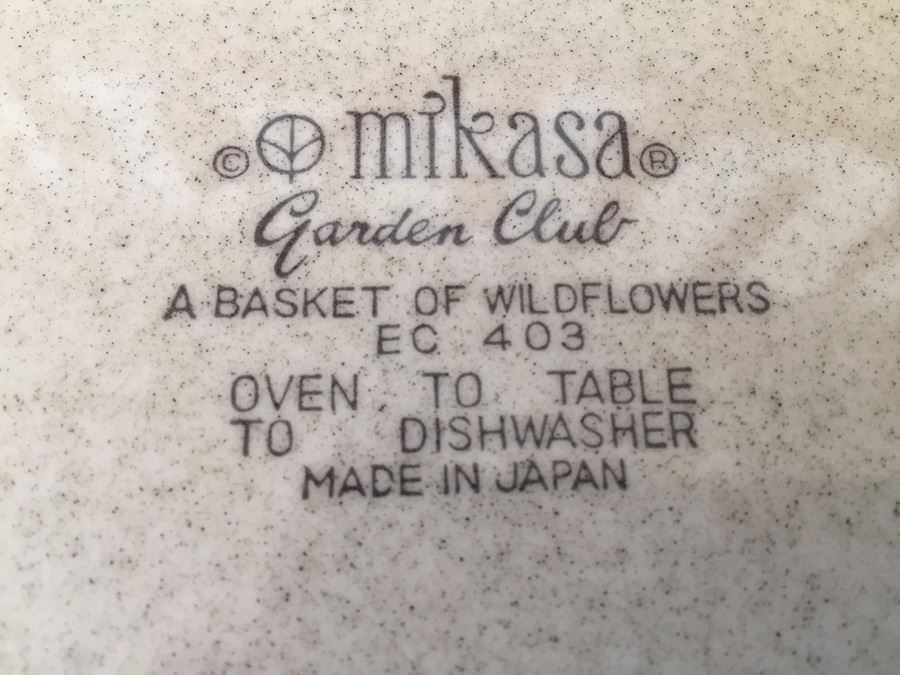 © mikasa ®
Garden Club
A BASKET OF WILDFLOWERS
EC 403
OVEN TO TABLE
TO DISHWASHER
MADE IN JAPAN